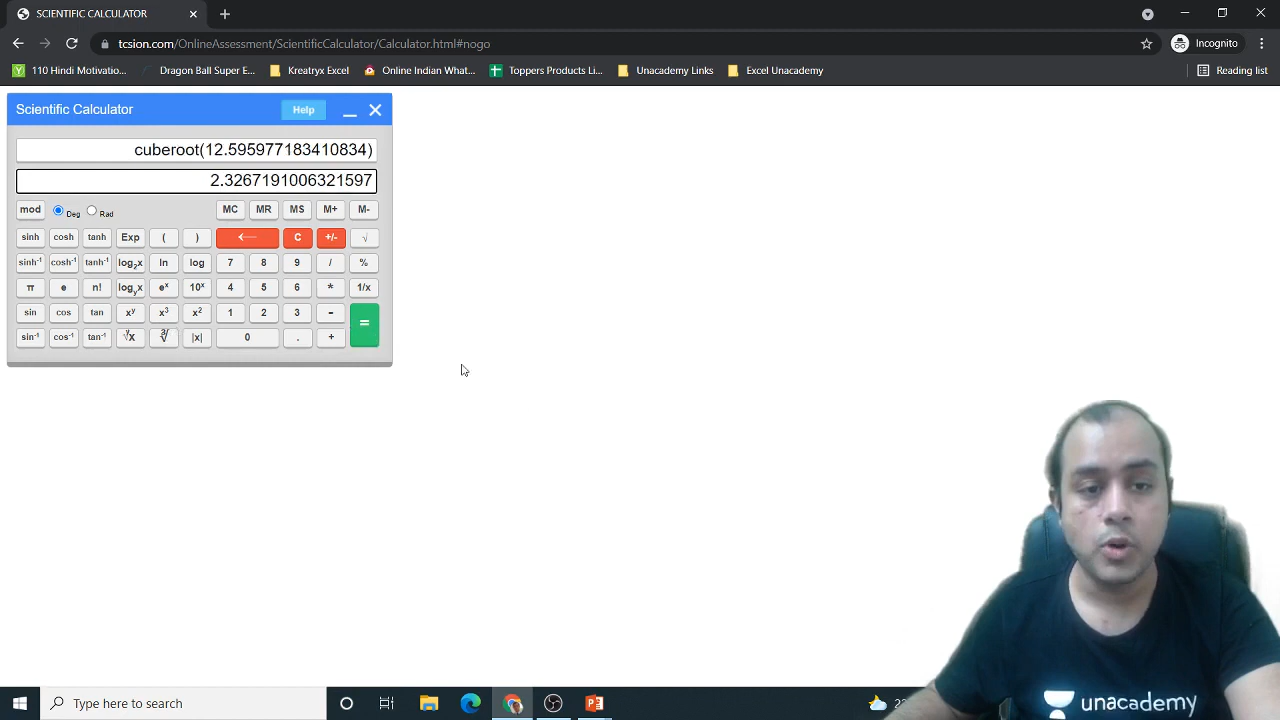 SCIENTIFIC CALCULATOR
tcsion.com/OnlineAssessment/ScientificCalculator/Calculator.html#nogo
Incognito
110 Hindi Motivatio...
Dragon Ball Super E...
Kreatryx Excel
Online Indian What...
Toppers Products Li...
Unacademy Links
Excel Unacademy
Reading list
Scientific Calculator
Help
cuberoot(12.595977183410834)
2.3267191006321597
mod Deg Rad MC MR MS M+ M-
sinh cosh tanh Exp ( ) ← C +/- √
sinh-1 cosh-1 tanh-1 log2x ln log 7 8 9 / %
π e n! logyx ex 10x 4 5 6 * 1/x
sin cos tan xy x3 x2 1 2 3 - =
sin-1 cos-1 tan-1 y√x 3√ |x| 0 . +
unacademy
Type here to search